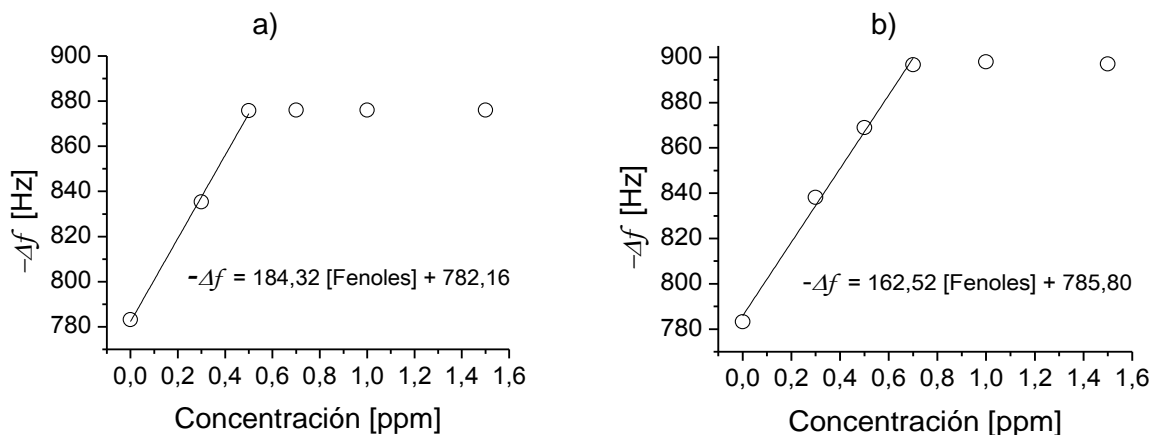 a)
900
880
860
840
820
800
780
−Δf [Hz]
-Δf = 184,32 [Fenoles] + 782,16
0,0 0,2 0,4 0,6 0,8 1,0 1,2 1,4 1,6
Concentración [ppm]
b)
900
880
860
840
820
800
780
−Δf [Hz]
-Δf = 162,52 [Fenoles] + 785,80
0,0 0,2 0,4 0,6 0,8 1,0 1,2 1,4 1,6
Concentración [ppm]